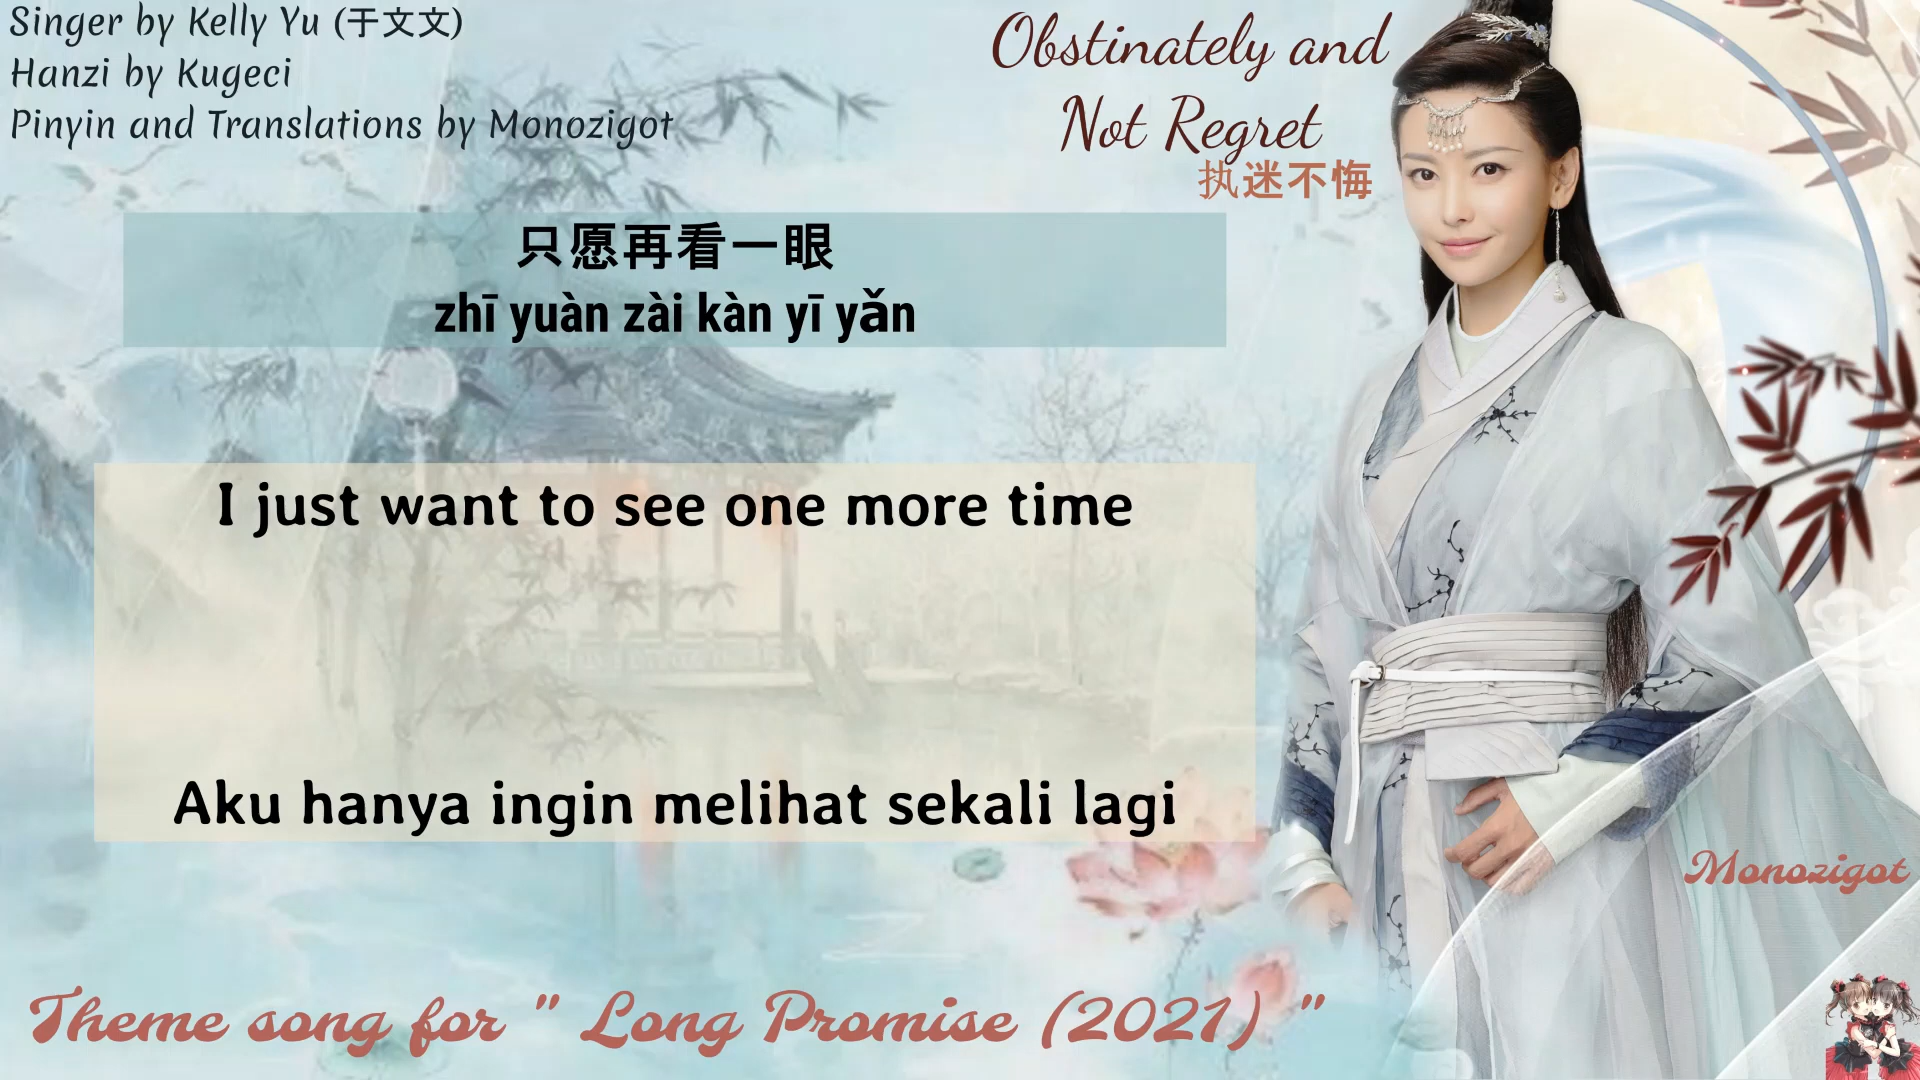 Singer by Kelly Yu (于文文)
Hanzi by Kugeci
Pinyin and Translations by Monozigot
Obstinately and
Not Regret
执迷不悔
只愿再看一眼
zhī yuàn zài kàn yī yǎn
I just want to see one more time
Aku hanya ingin melihat sekali lagi
Monozigot
Theme song for " Long Promise (2021) "